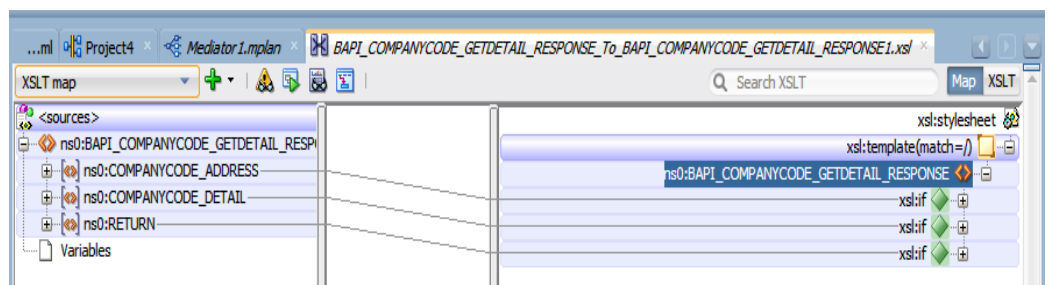 ...ml Project4 Mediator1.mplan BAPI_COMPANYCODE_GETDETAIL_RESPONSE_To_BAPI_COMPANYCODE_GETDETAIL_RESPONSE1.xsl
XSLT map Search XSLT Map XSLT
<sources> xsl:stylesheet
ns0:BAPI_COMPANYCODE_GETDETAIL_RESP xsl:template(match=/)
ns0:COMPANYCODE_ADDRESS ns0:BAPI_COMPANYCODE_GETDETAIL_RESPONSE
ns0:COMPANYCODE_DETAIL xsl:if
ns0:RETURN xsl:if
Variables xsl:if